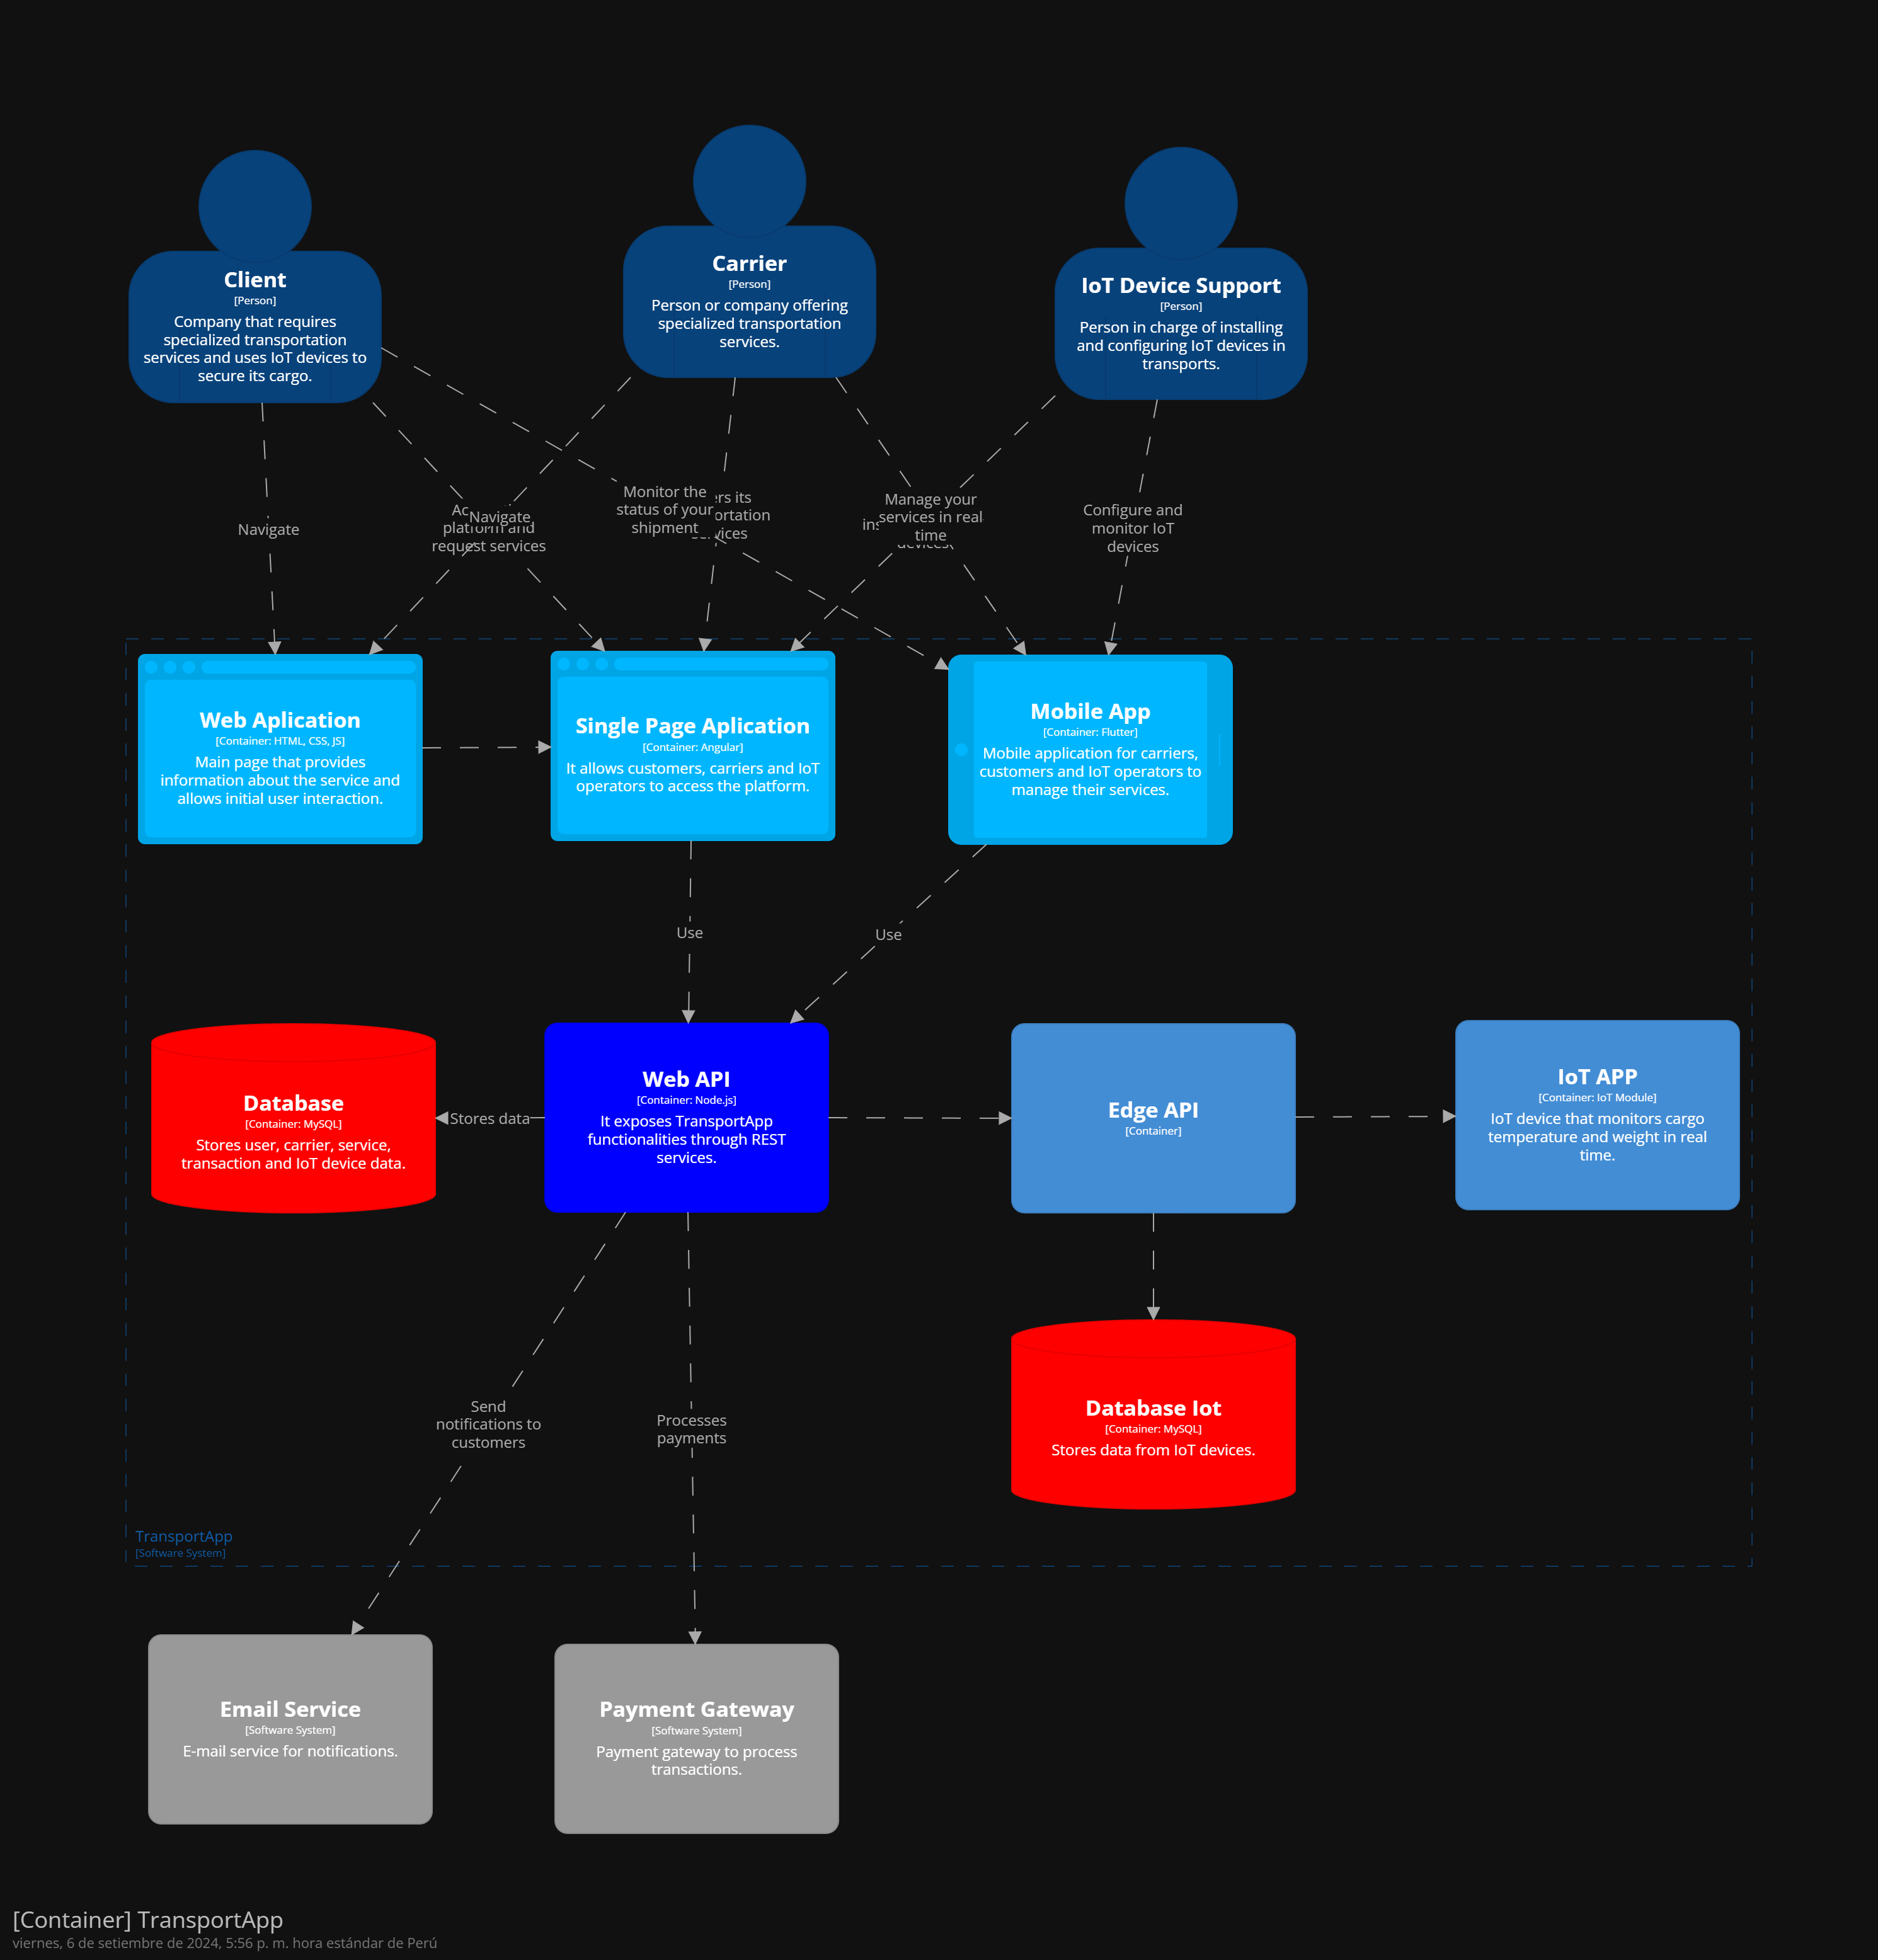 Client
[Person]
Company that requires
specialized transportation
services and uses IoT devices to
secure its cargo.
Carrier
[Person]
Person or company offering
specialized transportation
services.
IoT Device Support
[Person]
Person in charge of installing
and configuring IoT devices in
transports.
Navigate
platform and
request services
Navigate
Monitor the
status of your
shipment
its
Manage your
services in real
time
Configure and
monitor IoT
devices
Web Aplication
[Container: HTML, CSS, JS]
Main page that provides
information about the service and
allows initial user interaction.
Single Page Aplication
[Container: Angular]
It allows customers, carriers and IoT
operators to access the platform.
Mobile App
[Container: Flutter]
Mobile application for carriers,
customers and IoT operators to
manage their services.
Use
Use
Database
[Container: MySQL]
Stores user, carrier, service,
transaction and IoT device data.
Stores data
Web API
[Container: Node.js]
It exposes TransportApp
functionalities through REST
services.
Edge API
[Container]
IoT APP
[Container: IoT Module]
IoT device that monitors cargo
temperature and weight in real
time.
Send
notifications to
customers
Processes
payments
Database Iot
[Container: MySQL]
Stores data from IoT devices.
TransportApp
[Software System]
Email Service
[Software System]
E-mail service for notifications.
Payment Gateway
[Software System]
Payment gateway to process
transactions.
[Container] TransportApp
viernes, 6 de setiembre de 2024, 5:56 p. m. hora estándar de Perú